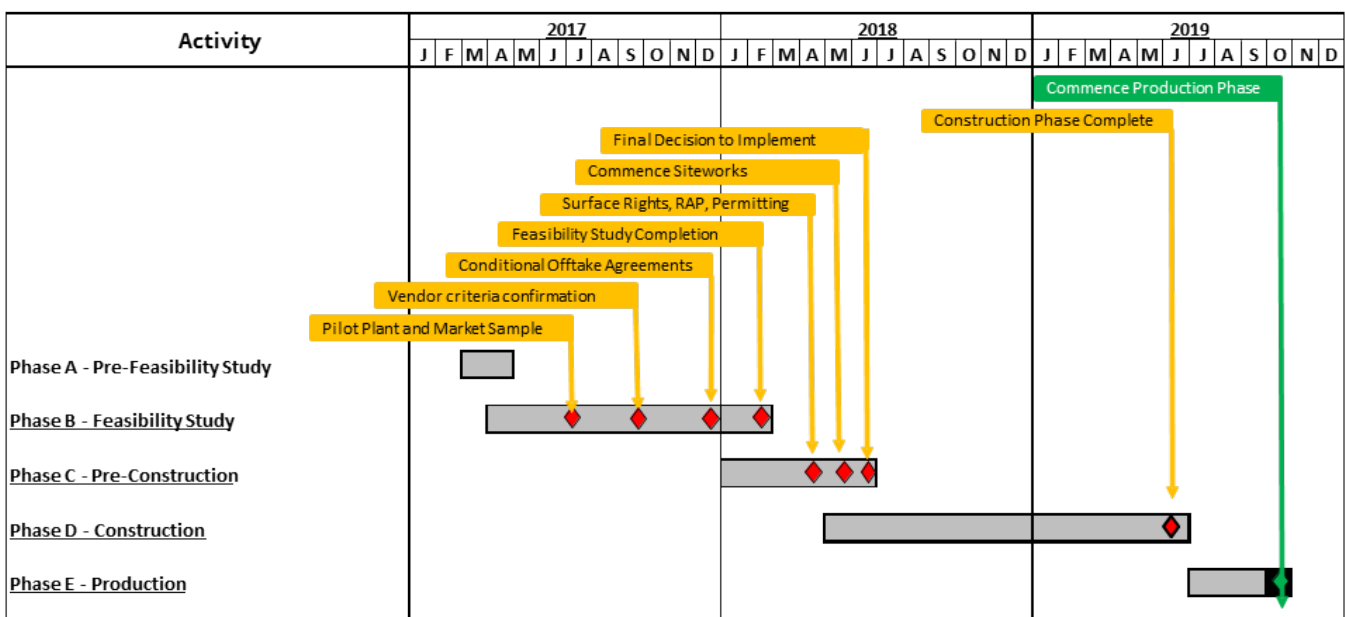 Activity
2017
2018
2019
J F M A M J J A S O N D J F M A M J J A S O N D J F M A M J J A S O N D
Commence Production Phase
Construction Phase Complete
Final Decision to Implement
Commence Siteworks
Surface Rights, RAP, Permitting
Feasibility Study Completion
Conditional Offtake Agreements
Vendor criteria confirmation
Pilot Plant and Market Sample
Phase A - Pre-Feasibility Study
Phase B - Feasibility Study
Phase C - Pre-Construction
Phase D - Construction
Phase E - Production